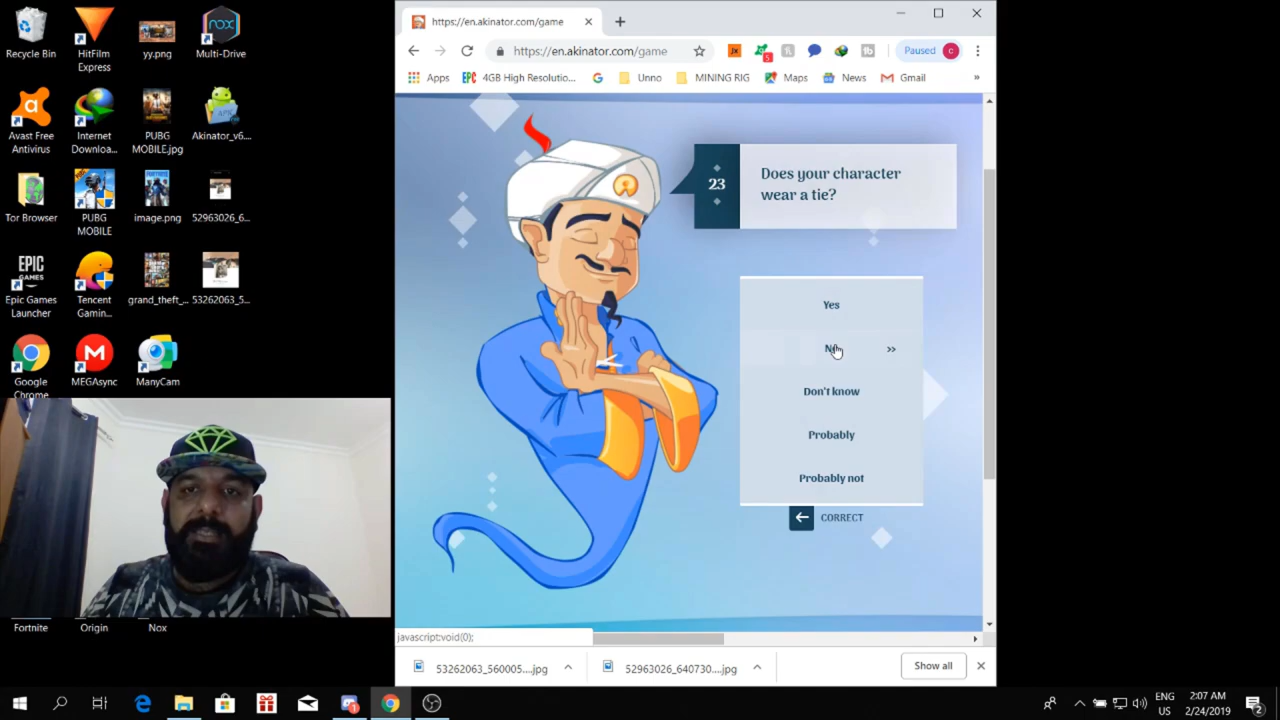 Recycle Bin
HitFilm
Express
yy.png
Multi-Drive
nox
Avast Free
Antivirus
Internet
Downloa...
PUBG
MOBILE.jpg
Akinator_v6....
Tor Browser
PUBG
MOBILE
image.png
52963026_6...
Epic Games
Launcher
Tencent
Gamin...
grand_theft_...
53262063_5...
Google
Chrome
MEGAsync
ManyCam
Fortnite
Origin
Nox
https://en.akinator.com/game
https://en.akinator.com/game
Paused
c
Apps
EPC
4GB High Resolutio...
Unno
MINING RIG
Maps
News
Gmail
»
23
Does your character
wear a tie?
Yes
>>
Don't know
Probably
Probably not
CORRECT
javascript:void(0);
53262063_560005....jpg
52963026_640730....jpg
Show all
ENG
US
2:07 AM
2/24/2019